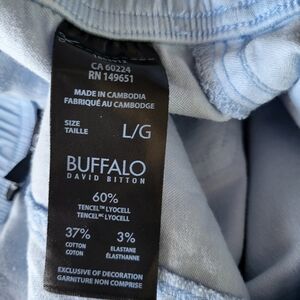 CA 60224
RN 149651
MADE IN CAMBODIA
FABRIQUÉ AU CAMBODGE
SIZE
TAILLE
L/G
BUFFALO
DAVID BITTON
60%
TENCEL™ LYOCELL
TENCELᴹᶜ LYOCELL
37% 3%
COTTON ELASTANE
COTON ÉLASTHANNE
EXCLUSIVE OF DECORATION
GARNITURE NON COMPRISE